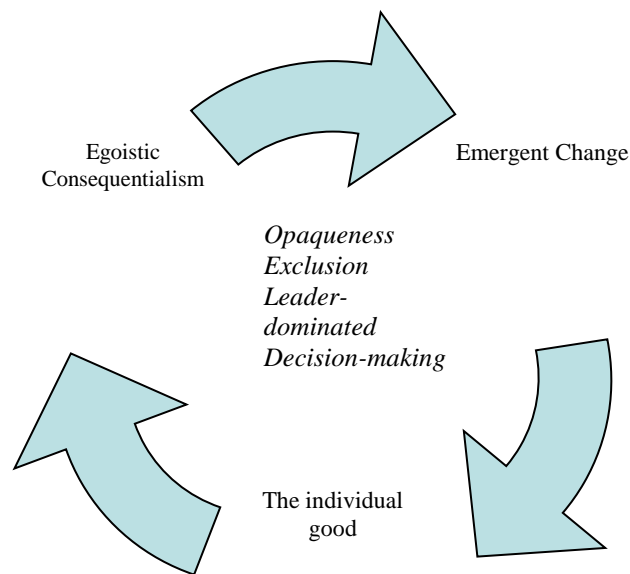 Egoistic
Consequentialism
Emergent Change
Opaqueness
Exclusion
Leader-
dominated
Decision-making
The individual
good